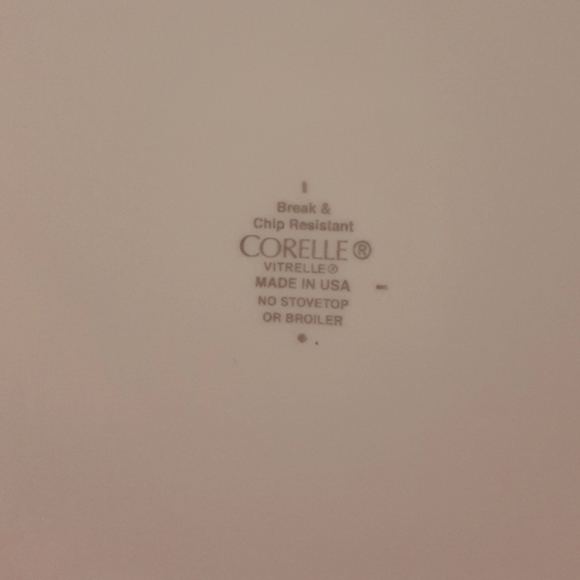 Break &
Chip Resistant
CORELLE®
VITRELLE®
MADE IN USA
NO STOVETOP
OR BROILER